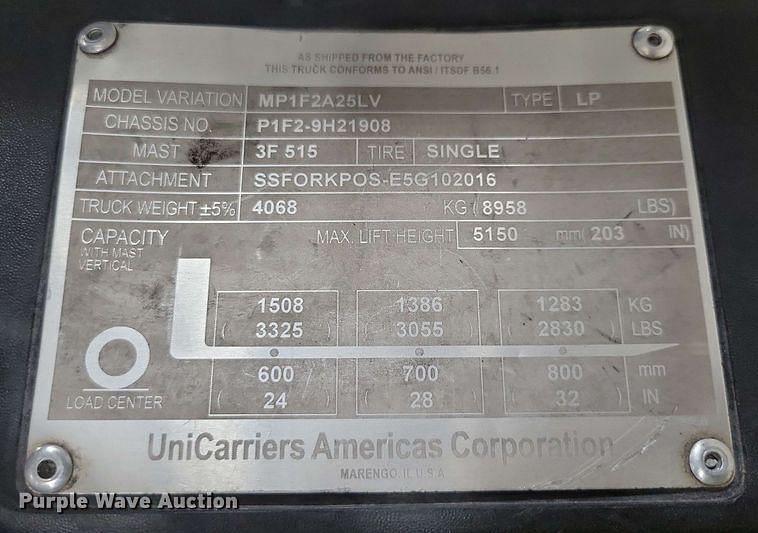 AS SHIPPED FROM THE FACTORY
THIS TRUCK CONFORMS TO ANSI / ITSDF B56.1
MODEL VARIATION MP1F2A25LV TYPE LP
CHASSIS NO. P1F2-9H21908
MAST 3F 515 TIRE SINGLE
ATTACHMENT SSFORKPOS-E5G102016
TRUCK WEIGHT ±5% 4068 KG ( 8958 LBS)
CAPACITY MAX. LIFT HEIGHT 5150 mm ( 203 IN)
WITH MAST
VERTICAL
1508 1386 1283 KG
( 3325 ) ( 3055 ) ( 2830 ) LBS
600 700 800 mm
LOAD CENTER ( 24 ) ( 28 ) ( 32 ) IN
UniCarriers Americas Corporation
MARENGO, IL U.S.A
Purple Wave Auction